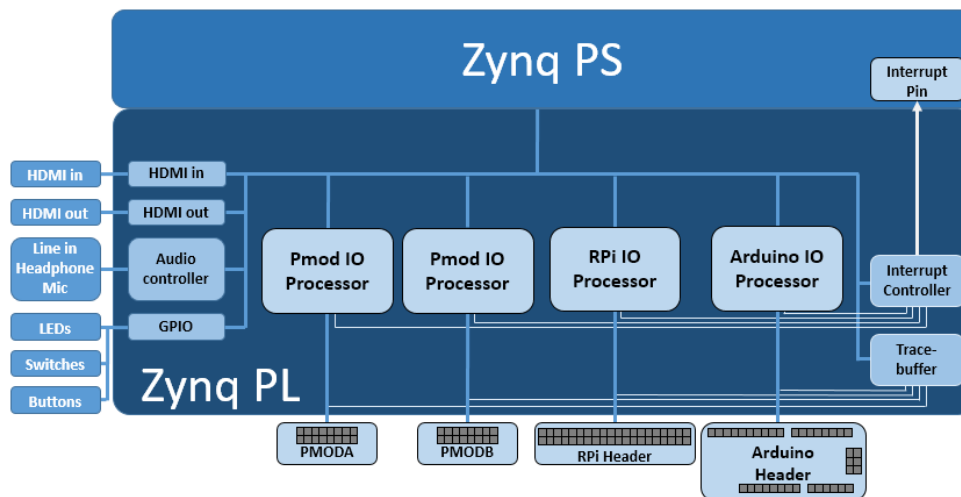 Zynq PS
Interrupt
Pin
HDMI in
HDMI in
HDMI out
HDMI out
Line in
Headphone
Mic
Audio
controller
Pmod IO
Processor
Pmod IO
Processor
RPi IO
Processor
Arduino IO
Processor
Interrupt
Controller
LEDs
GPIO
Switches
Buttons
Zynq PL
Trace-
buffer
PMODA
PMODB
RPi Header
Arduino
Header